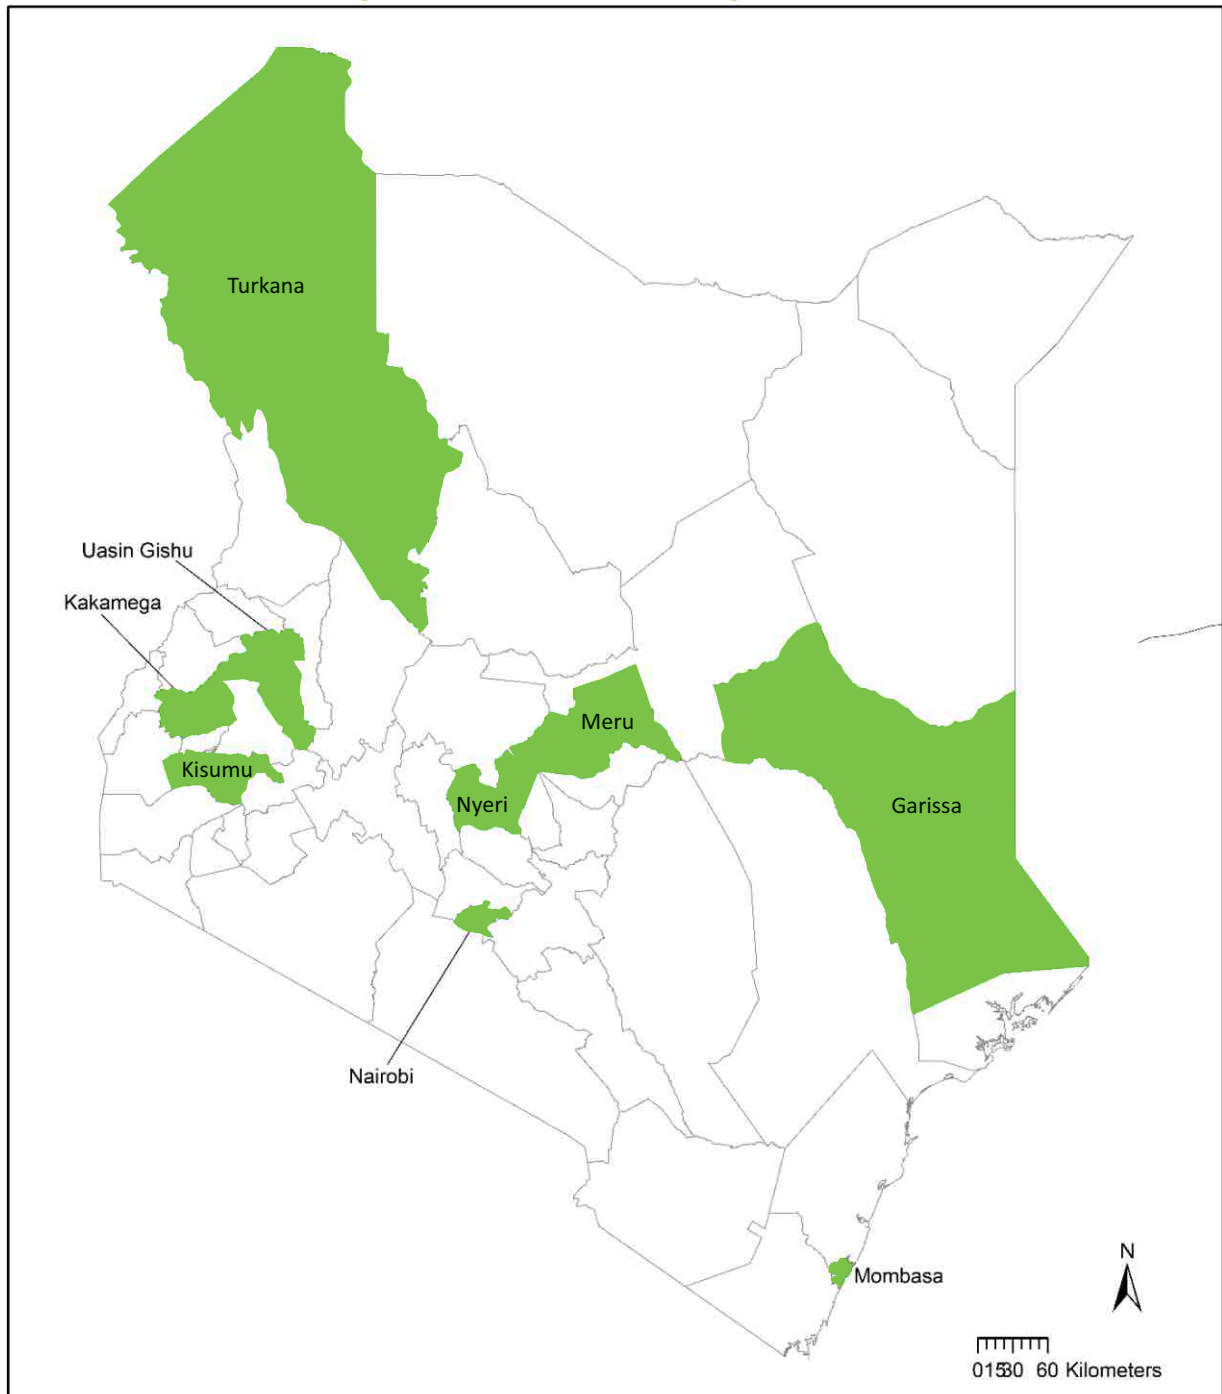 Turkana
Uasin Gishu
Kakamega
Meru
Kisumu
Nyeri
Garissa
Nairobi
N
Mombasa
01530 60 Kilometers